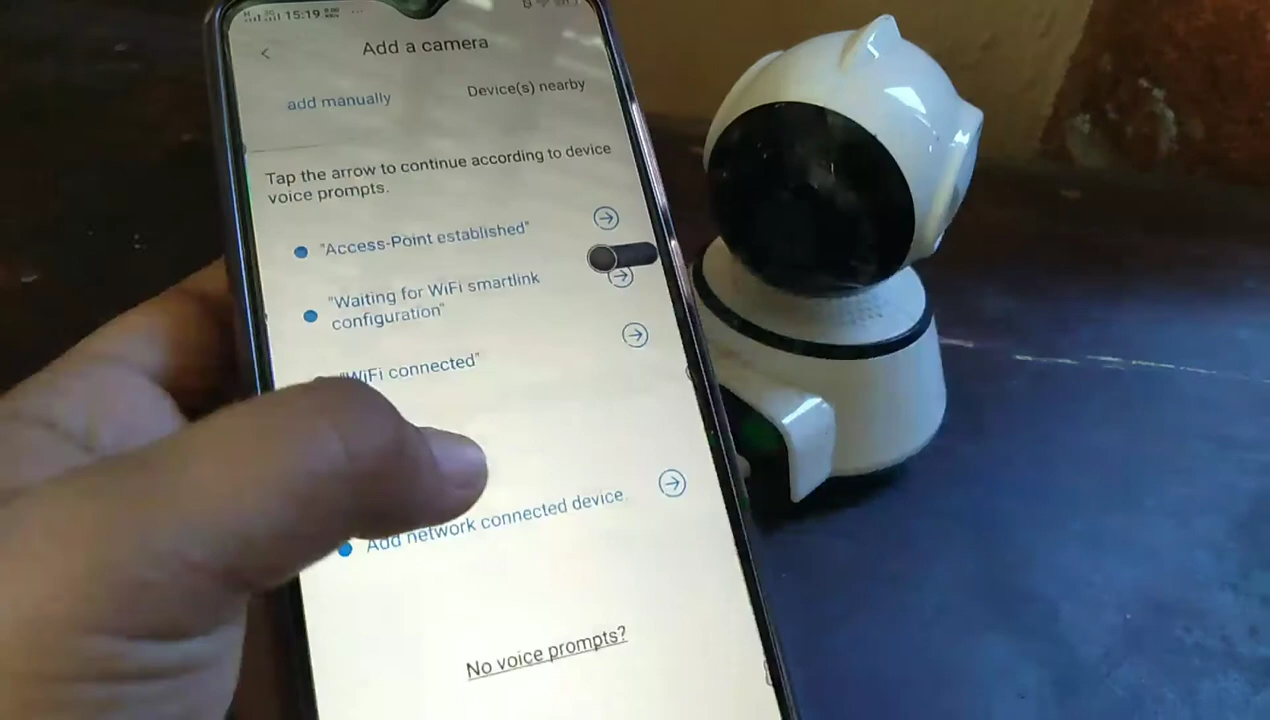 15:19
Add a camera
add manually
Device(s) nearby
Tap the arrow to continue according to device
voice prompts.
"Access-Point established"
"Waiting for WiFi smartlink
configuration"
"WiFi connected"
Add network connected device.
No voice prompts?